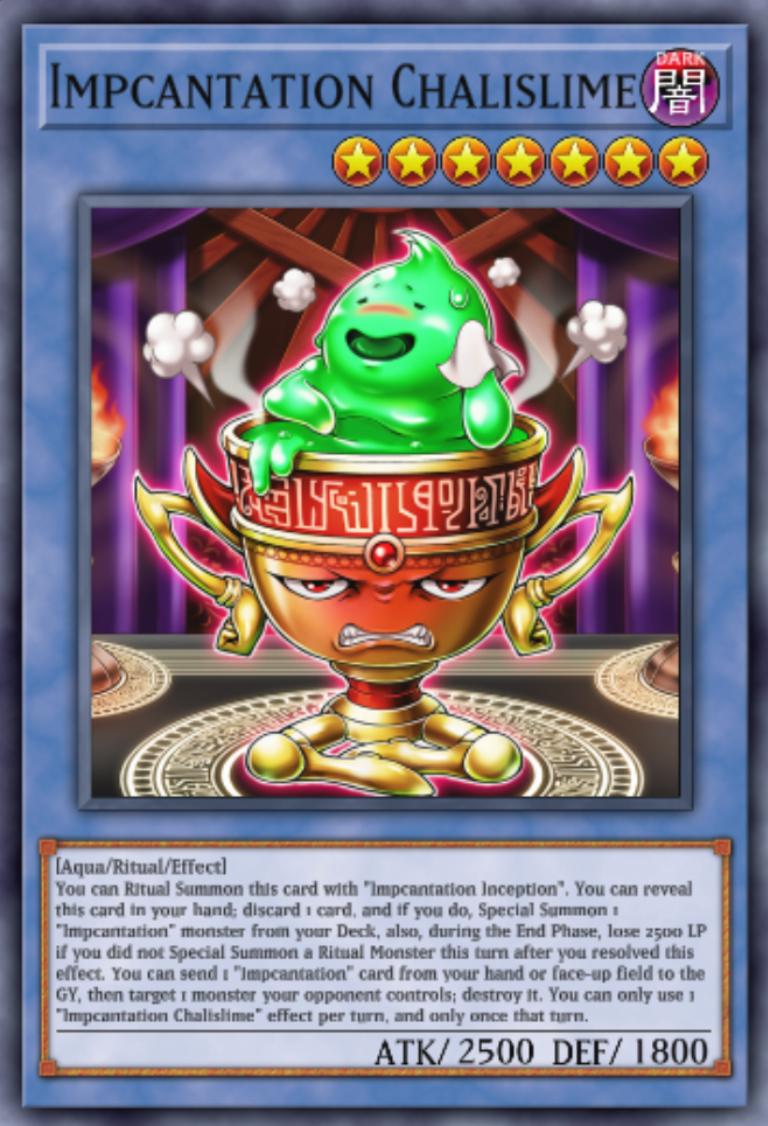 IMPCANTATION CHALISLIME
DARK
闇
[Aqua/Ritual/Effect]
You can Ritual Summon this card with "Impcantation Inception". You can reveal
this card in your hand; discard 1 card, and if you do, Special Summon 1
"Impcantation" monster from your Deck, also, during the End Phase, lose 2500 LP
if you did not Special Summon a Ritual Monster this turn after you resolved this
effect. You can send 1 "Impcantation" card from your hand or face-up field to the
GY, then target 1 monster your opponent controls; destroy it. You can only use 1
"Impcantation Chalislime" effect per turn, and only once that turn.
ATK/ 2500 DEF/ 1800